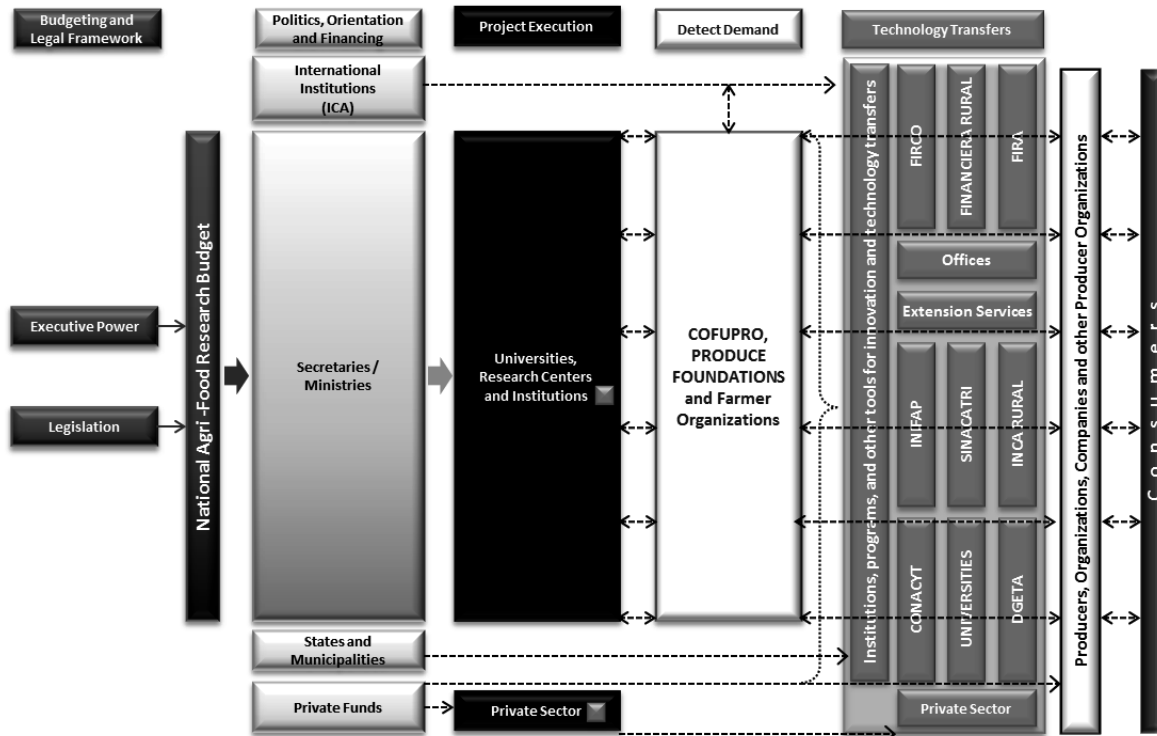 Budgeting and
Legal Framework
Politics, Orientation
and Financing
Project Execution
Detect Demand
Technology Transfers
International
Institutions
(ICA)
Executive Power
Legislation
National Agri -Food Research Budget
Secretaries /
Ministries
Universities,
Research Centers
and Institutions
COFUPRO,
PRODUCE
FOUNDATIONS
and Farmer
Organizations
Institutions, programs, and other tools for innovation and technology transfers
FIRCO
FINANCIERA RURAL
FIRA
Offices
Extension Services
INIFAP
SINACATRI
INCA RURAL
CONACYT
UNIVERSITIES
DGETA
Private Sector
Producers, Organizations, Companies and other Producer Organizations
Consumers
States and
Municipalities
Private Funds
Private Sector